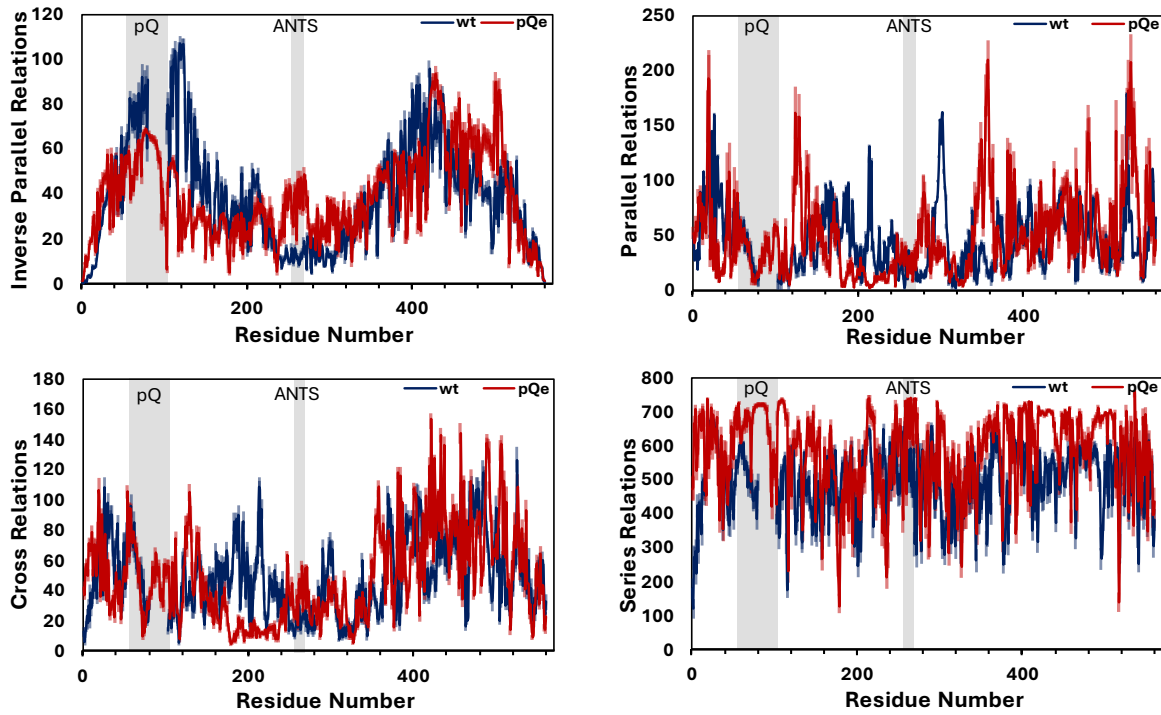 pQ ANTS wt pQe
120
100
80
60
40
20
0
Inverse Parallel Relations
0 200 400
Residue Number
pQ ANTS wt pQe
250
200
150
100
50
0
Parallel Relations
0 200 400
Residue Number
pQ ANTS wt pQe
180
160
140
120
100
80
60
40
20
0
Cross Relations
0 200 400
Residue Number
pQ ANTS wt pQe
800
700
600
500
400
300
200
100
0
Series Relations
0 200 400
Residue Number